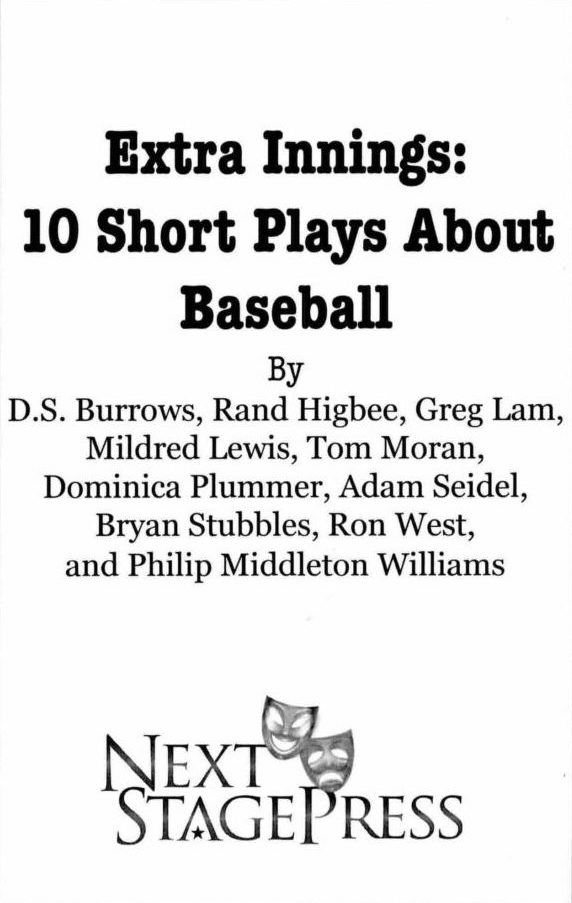 Extra Innings:
10 Short Plays About
Baseball
By
D.S. Burrows, Rand Higbee, Greg Lam,
Mildred Lewis, Tom Moran,
Dominica Plummer, Adam Seidel,
Bryan Stubbles, Ron West,
and Philip Middleton Williams
NEXT
STAGEPRESS